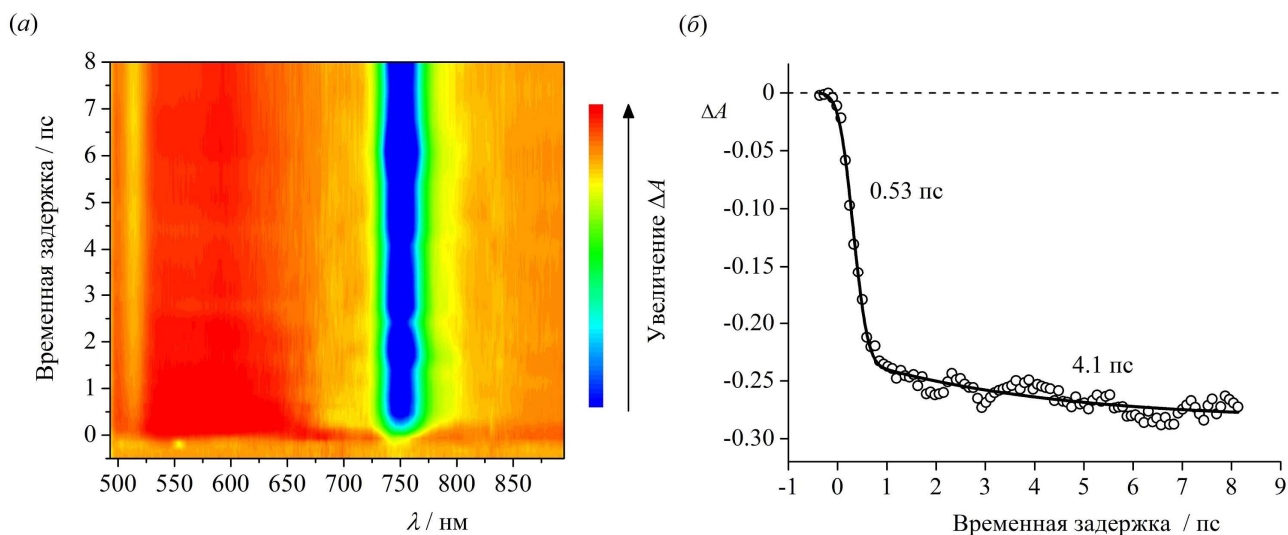 (а)
Временная задержка / пс
8
7
6
5
4
3
2
1
0
500 550 600 650 700 750 800 850
λ / нм
Увеличение ΔA
(б)
ΔA
0
-0.05
-0.10
-0.15
-0.20
-0.25
-0.30
0.53 пс
4.1 пс
-1 0 1 2 3 4 5 6 7 8 9
Временная задержка / пс